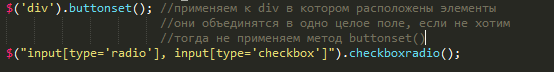 $('div').buttonset(); //применяем к div в котором расположены элементы
//они объединятся в одно целое поле, если не хотим
//тогда не применяем метод buttonset()
$("input[type='radio'], input[type='checkbox']").checkboxradio();